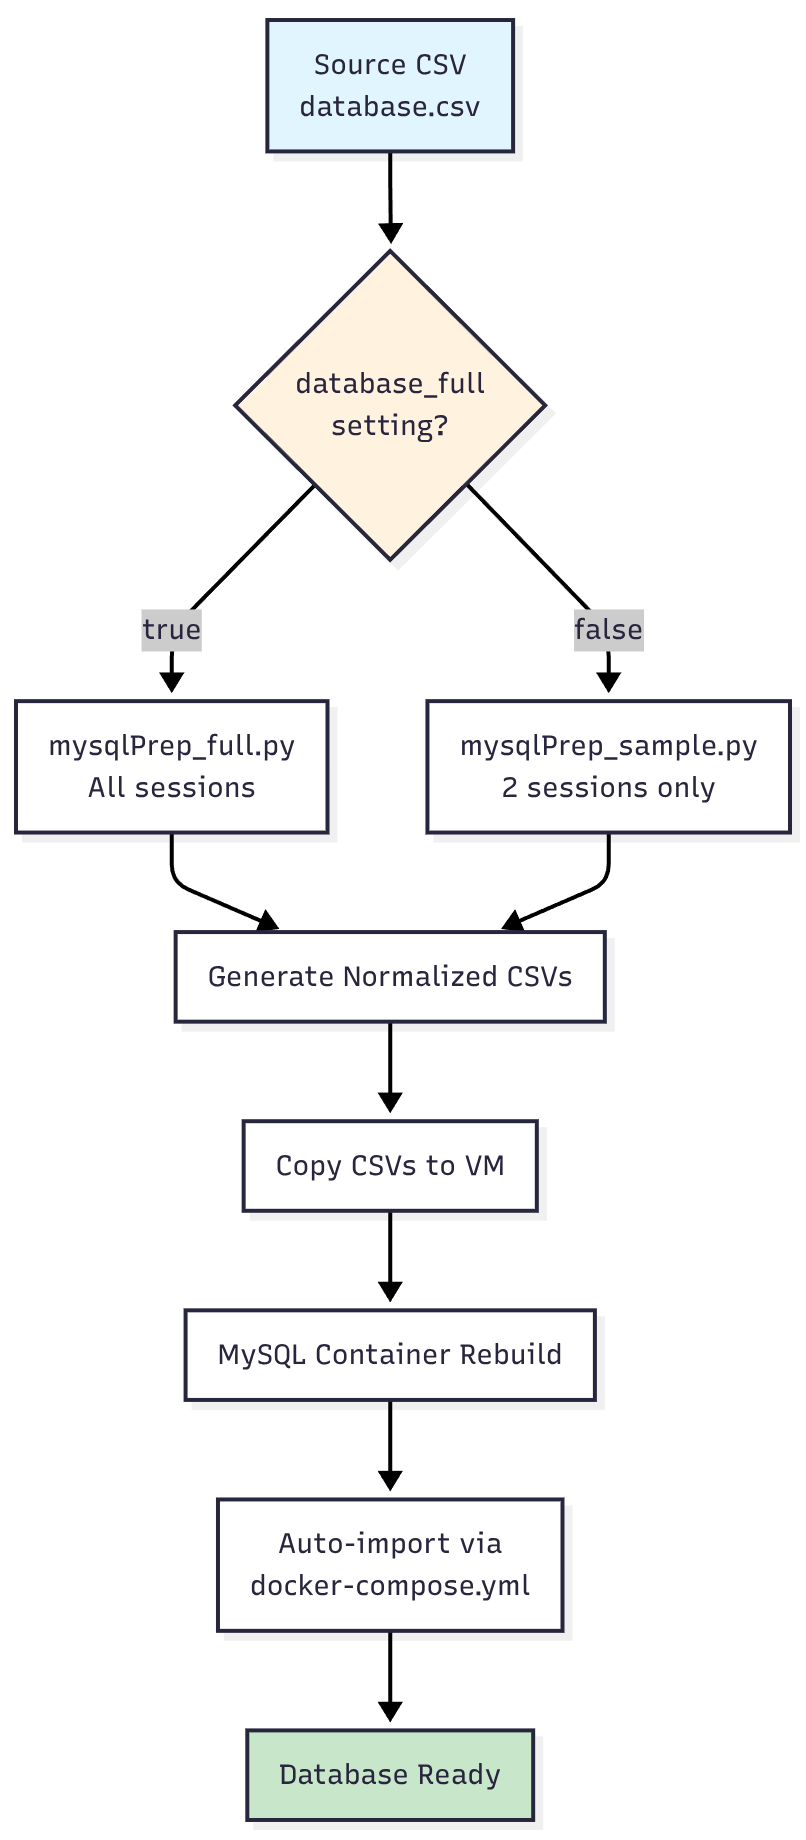 Source CSV
database.csv
database_full
setting?
true
false
mysqlPrep_full.py
All sessions
mysqlPrep_sample.py
2 sessions only
Generate Normalized CSVs
Copy CSVs to VM
MySQL Container Rebuild
Auto-import via
docker-compose.yml
Database Ready